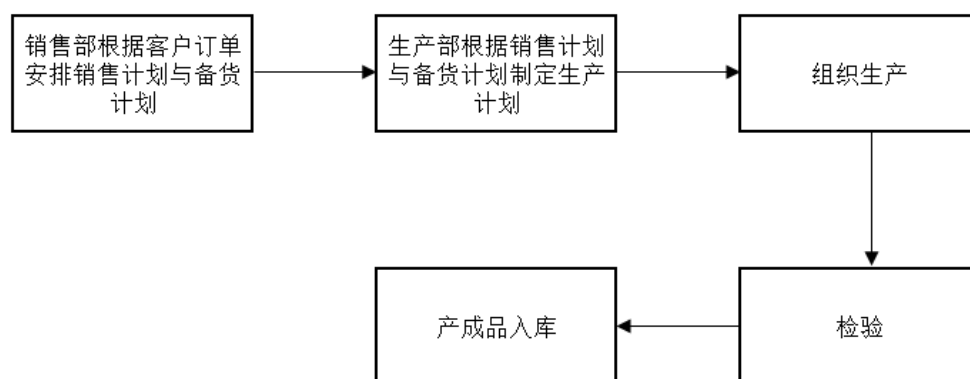 销售部根据客户订单
安排销售计划与备货
计划
生产部根据销售计划
与备货计划制定生产
计划
组织生产
检验
产成品入库